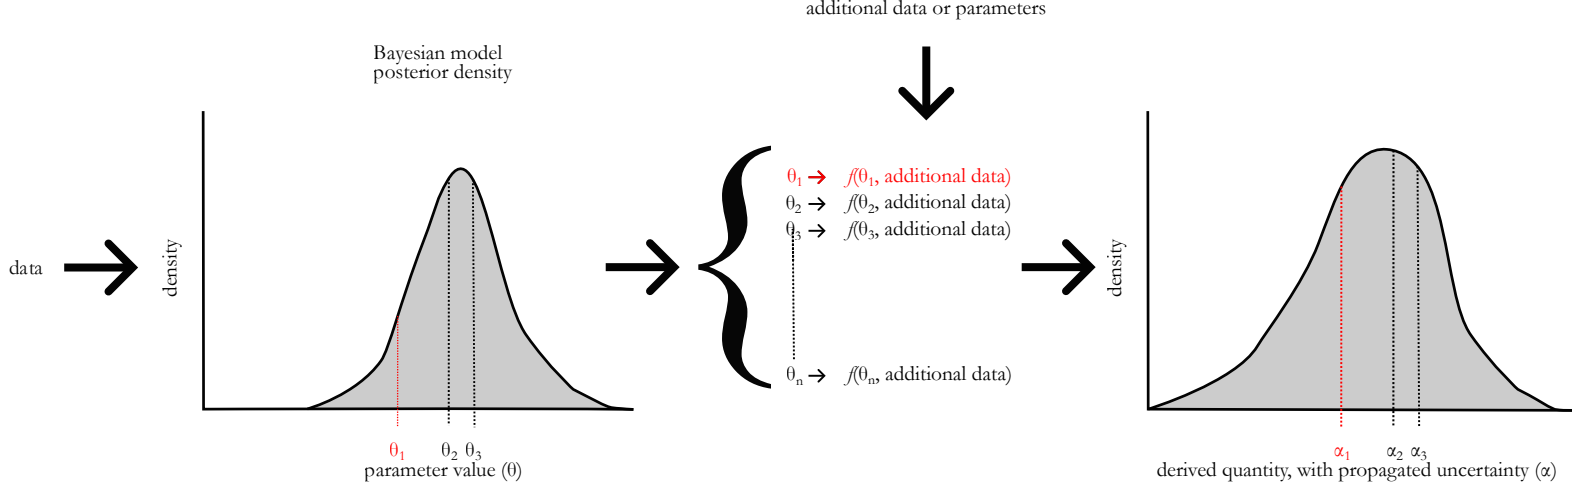 additional data or parameters
Bayesian model
posterior density
data
density
θ1 → f(θ1, additional data)
θ2 → f(θ2, additional data)
θ3 → f(θ3, additional data)
θn → f(θn, additional data)
density
θ1 θ2 θ3
parameter value (θ)
α1 α2 α3
derived quantity, with propagated uncertainty (α)